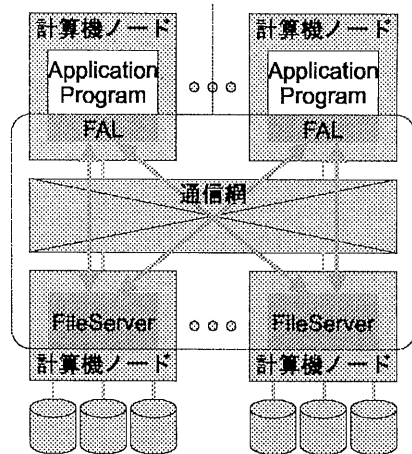 計算機ノード
Application
Program
FAL
計算機ノード
Application
Program
FAL
通信網
FileServer
計算機ノード
FileServer
計算機ノード